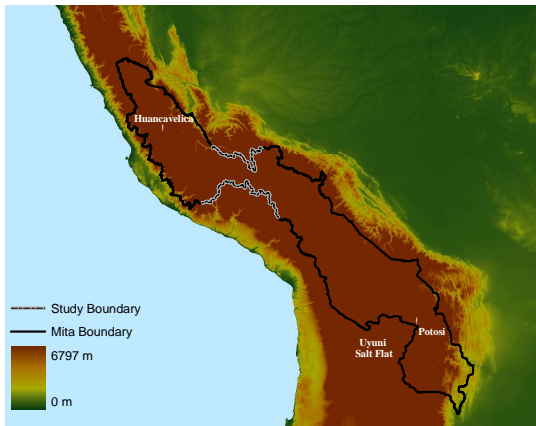 Huancavelica
Study Boundary
Mita Boundary
6797 m
0 m
Potosi
Uyuni
Salt Flat